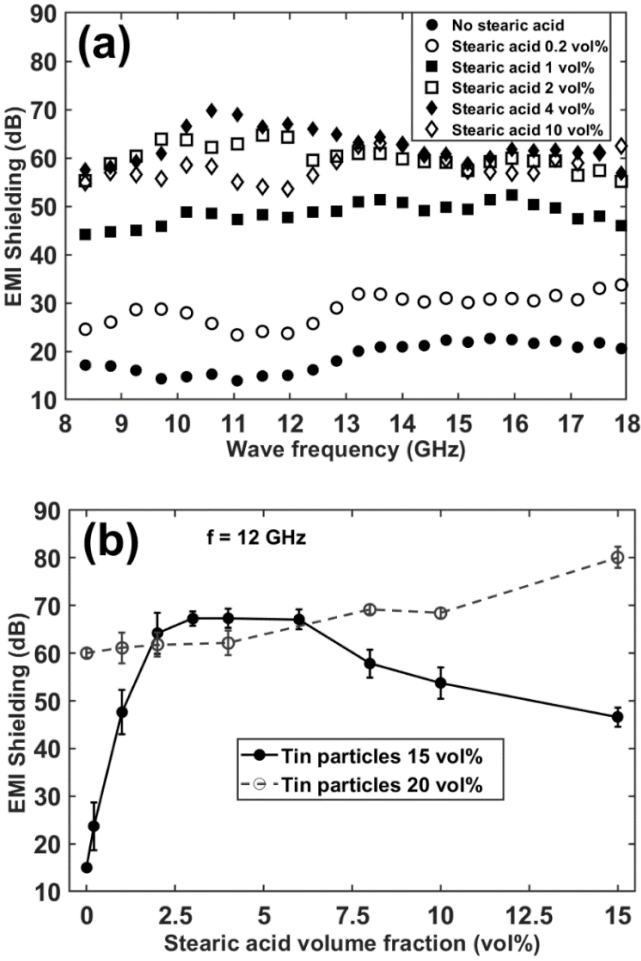 (a)
No stearic acid
Stearic acid 0.2 vol%
Stearic acid 1 vol%
Stearic acid 2 vol%
Stearic acid 4 vol%
Stearic acid 10 vol%
EMI Shielding (dB)
90
80
70
60
50
40
30
20
10
8 9 10 11 12 13 14 15 16 17 18
Wave frequency (GHz)
(b)
f = 12 GHz
EMI Shielding (dB)
90
80
70
60
50
40
30
20
10
Tin particles 15 vol%
Tin particles 20 vol%
0 2.5 5 7.5 10 12.5 15
Stearic acid volume fraction (vol%)